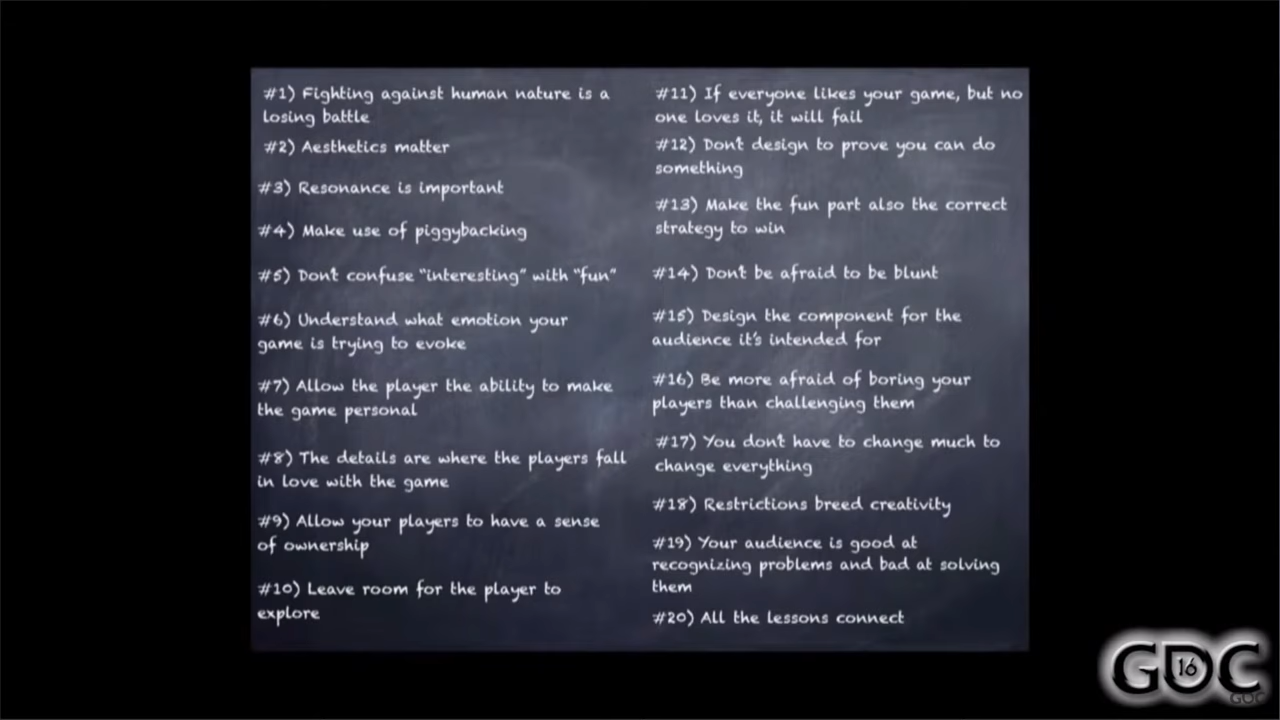 #1) Fighting against human nature is a
losing battle
#2) Aesthetics matter
#3) Resonance is important
#4) Make use of piggybacking
#5) Don't confuse "interesting" with "fun"
#6) Understand what emotion your
game is trying to evoke
#7) Allow the player the ability to make
the game personal
#8) The details are where the players fall
in love with the game
#9) Allow your players to have a sense
of ownership
#10) Leave room for the player to
explore
#11) If everyone likes your game, but no
one loves it, it will fail
#12) Don't design to prove you can do
something
#13) Make the fun part also the correct
strategy to win
#14) Don't be afraid to be blunt
#15) Design the component for the
audience it's intended for
#16) Be more afraid of boring your
players than challenging them
#17) You don't have to change much to
change everything
#18) Restrictions breed creativity
#19) Your audience is good at
recognizing problems and bad at solving
them
#20) All the lessons connect
GDC
16
GDC